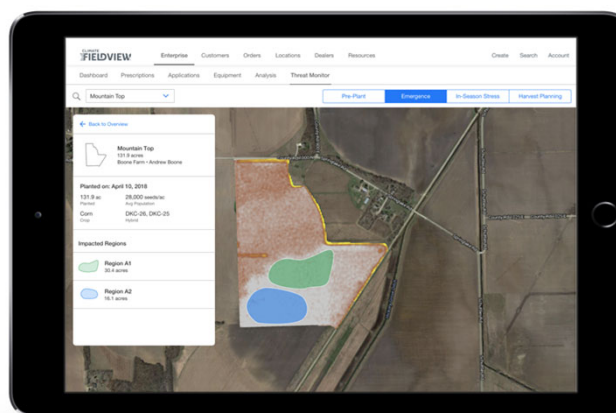 CLIMATE
FIELDVIEW
Enterprise Customers Orders Locations Dealers Resources Create Search Account
Dashboard Prescriptions Applications Equipment Analysis Threat Monitor
Mountain Top Pre-Plant Emergence In-Season Stress Harvest Planning
Back to Overview
Mountain Top
131.9 acres
Boone Farm • Andrew Boone
Planted on: April 10, 2018
131.9 ac 28,000 seeds/ac
Planted Avg Population
Corn DKC-26, DKC-25
Crop Hybrid
Impacted Regions
Region A1
30.4 acres
Region A2
16.1 acres